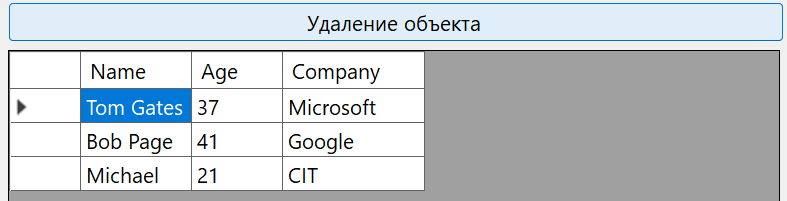 Удаление объекта
Name Age Company
Tom Gates 37 Microsoft
Bob Page 41 Google
Michael 21 CIT